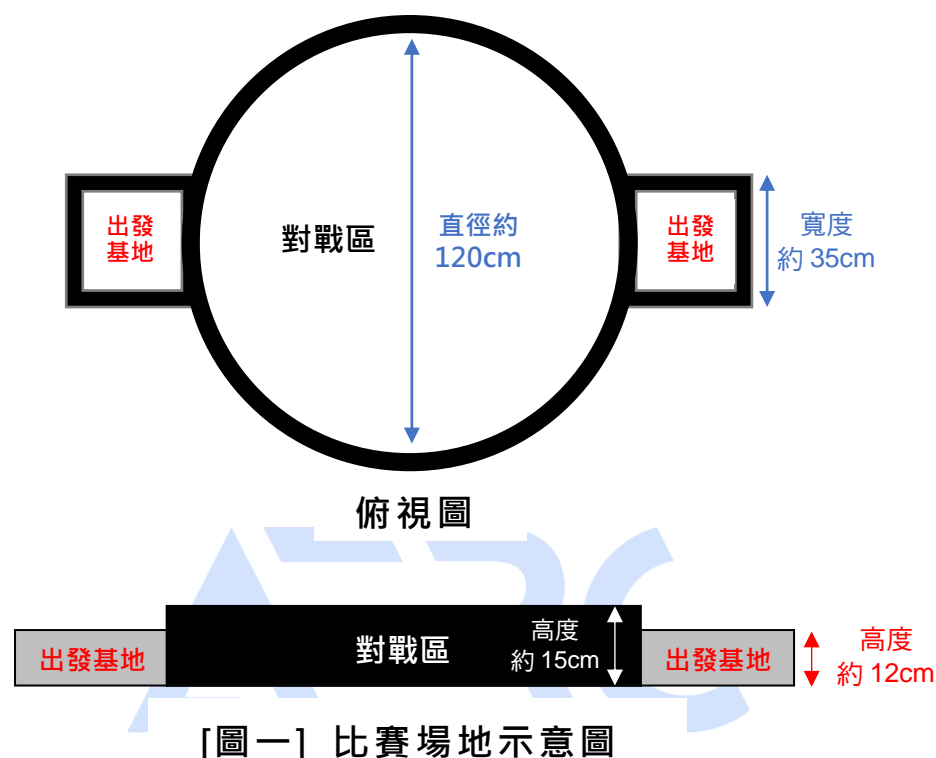 出發
基地
對戰區
直徑約
120cm
出發
基地
寬度
約 35cm
俯視圖
出發基地
對戰區
高度
約 15cm
出發基地
高度
約 12cm
[圖一] 比賽場地示意圖